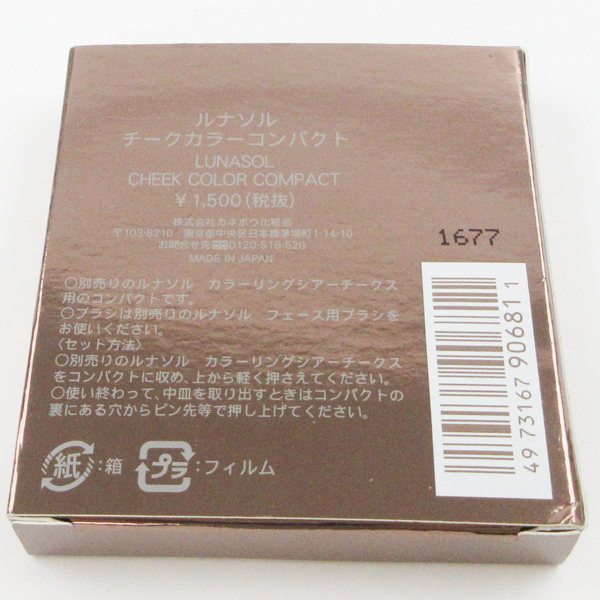 ルナソル
チークカラーコンパクト
LUNASOL
CHEEK COLOR COMPACT
¥1,500(税抜)
株式会社カネボウ化粧品
〒103-8210 東京都中央区日本橋茅場町1-14-10
お問合せ先 0120-518-520
MADE IN JAPAN
1677
○別売りのルナソル カラーリングシアーチークス
用のコンパクトです。
○ブラシは別売りのルナソル フェース用ブラシを
お使いください。
〈セット方法〉
○別売りのルナソル カラーリングシアーチークス
をコンパクトに収め、上から軽く押さえてください。
○使い終わって、中皿を取り出すときはコンパクトの
裏にある穴からピン先等で押し上げてください。
紙:箱 プラ:フィルム
4973167906811